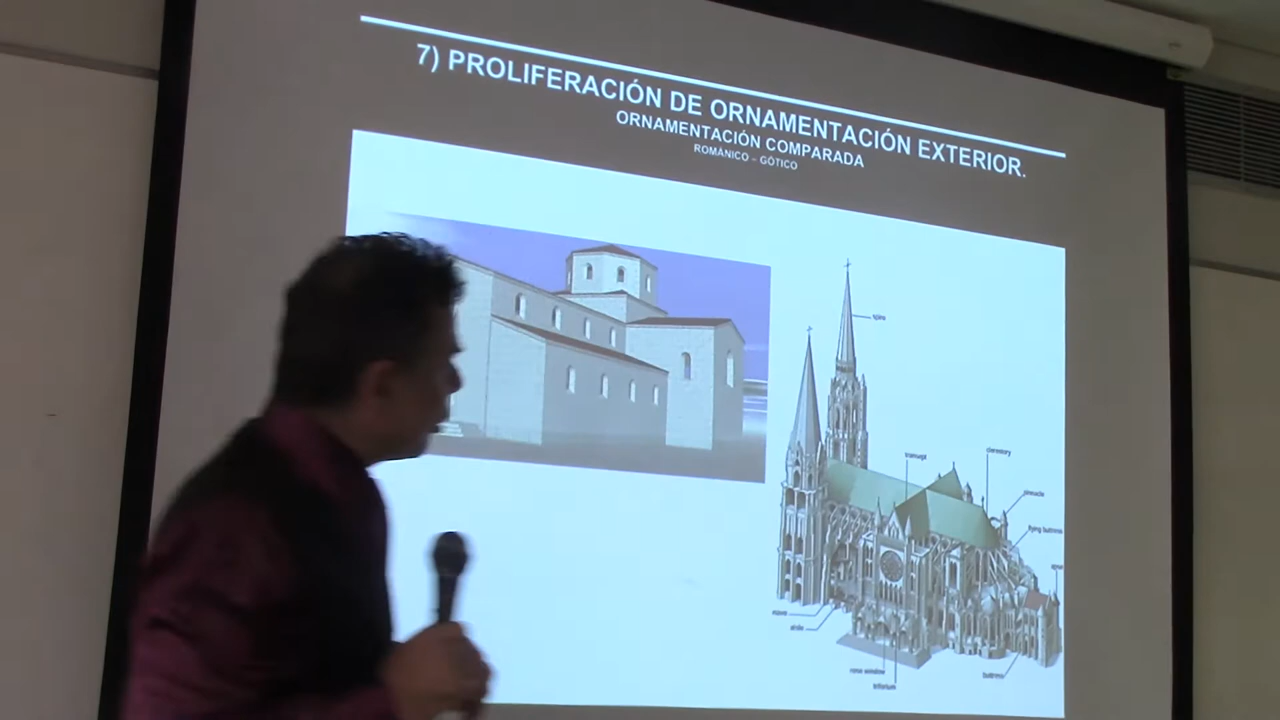 7) PROLIFERACIÓN DE ORNAMENTACIÓN EXTERIOR.
ORNAMENTACIÓN COMPARADA
ROMÁNICO – GÓTICO
spire
transept
clerestory
pinnacle
flying buttress
nave
aisle
rose window
triforium
buttress